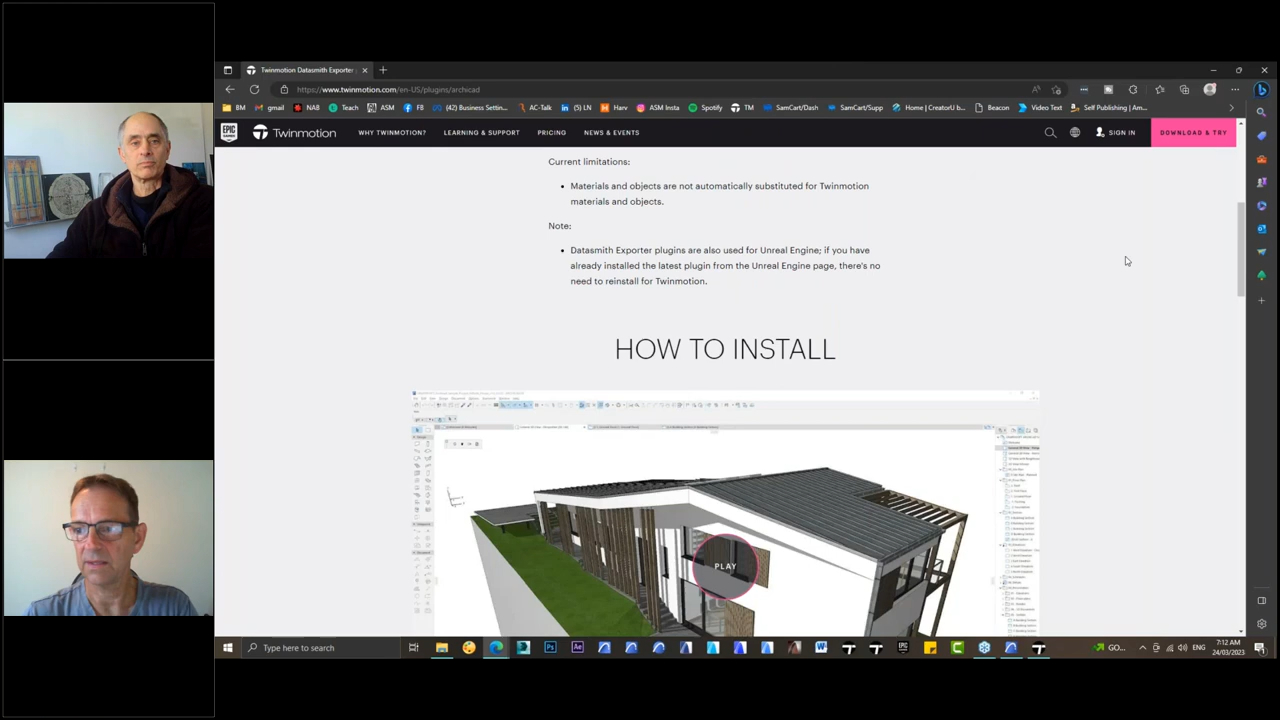 Twinmotion Datasmith Exporter
https://www.twinmotion.com/en-US/plugins/archicad
BM
gmail
NAB
Teach
ASM
FB
(42) Business Settin...
AC-Talk
(5) LN
Harv
ASM Insta
Spotify
TM
SamCart/Dash
SamCart/Supp
Home | CreatorU b...
Beacon
Video Text
Self Publishing | Am...
EPIC GAMES
Twinmotion
WHY TWINMOTION?
LEARNING & SUPPORT
PRICING
NEWS & EVENTS
SIGN IN
DOWNLOAD & TRY
Current limitations:
• Materials and objects are not automatically substituted for Twinmotion
materials and objects.
Note:
• Datasmith Exporter plugins are also used for Unreal Engine; if you have
already installed the latest plugin from the Unreal Engine page, there's no
need to reinstall for Twinmotion.
HOW TO INSTALL
PLAY
Type here to search
GO...
ENG
7:12 AM
24/03/2023